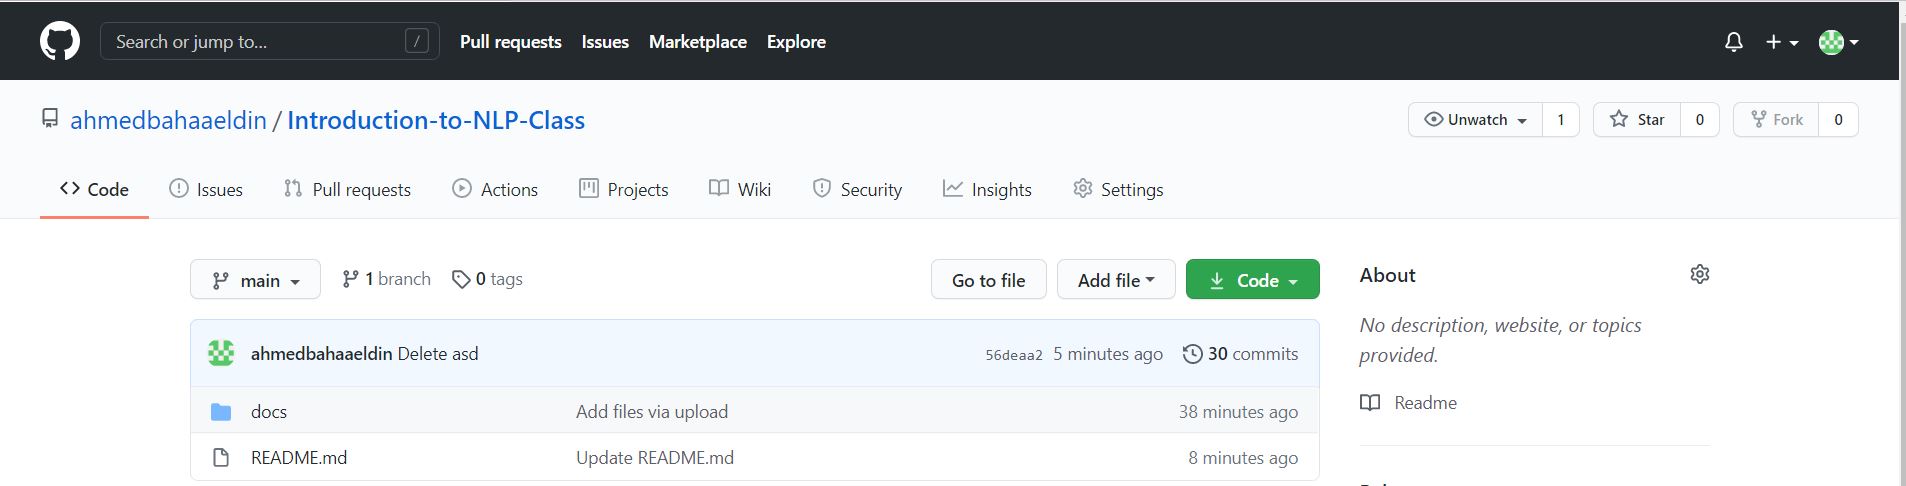 Search or jump to... / Pull requests Issues Marketplace Explore
ahmedbahaaeldin / Introduction-to-NLP-Class Unwatch 1 Star 0 Fork 0
Code Issues Pull requests Actions Projects Wiki Security Insights Settings
main 1 branch 0 tags Go to file Add file Code About
No description, website, or topics
provided.
ahmedbahaaeldin Delete asd 56deaa2 5 minutes ago 30 commits
Readme
docs Add files via upload 38 minutes ago
README.md Update README.md 8 minutes ago